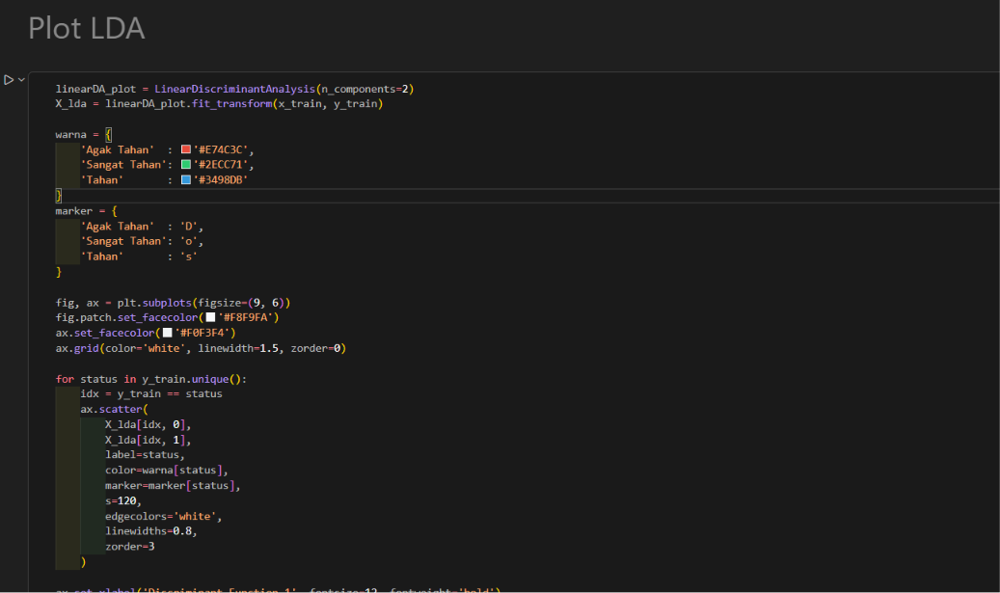 Plot LDA
linearDA_plot = LinearDiscriminantAnalysis(n_components=2)
X_lda = linearDA_plot.fit_transform(x_train, y_train)
warna = {
    'Agak Tahan'  : '#E74C3C',
    'Sangat Tahan': '#2ECC71',
    'Tahan'       : '#3498DB'
}
marker = {
    'Agak Tahan'  : 'D',
    'Sangat Tahan': 'o',
    'Tahan'       : 's'
}
fig, ax = plt.subplots(figsize=(9, 6))
fig.patch.set_facecolor('#F8F9FA')
ax.set_facecolor('#F0F3F4')
ax.grid(color='white', linewidth=1.5, zorder=0)
for status in y_train.unique():
    idx = y_train == status
    ax.scatter(
        X_lda[idx, 0],
        X_lda[idx, 1],
        label=status,
        color=warna[status],
        marker=marker[status],
        s=120,
        edgecolors='white',
        linewidths=0.8,
        zorder=3
    )
ax.set_xlabel('Discriminant Function 1', fontsize=12, fontweight='bold')